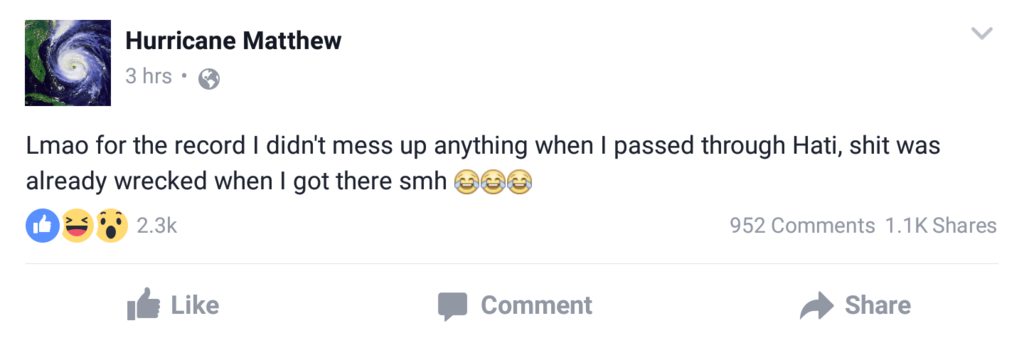 Hurricane Matthew
3 hrs •
Lmao for the record I didn't mess up anything when I passed through Hati, shit was
already wrecked when I got there smh 😂😂😂
2.3k 952 Comments 1.1K Shares
Like Comment Share